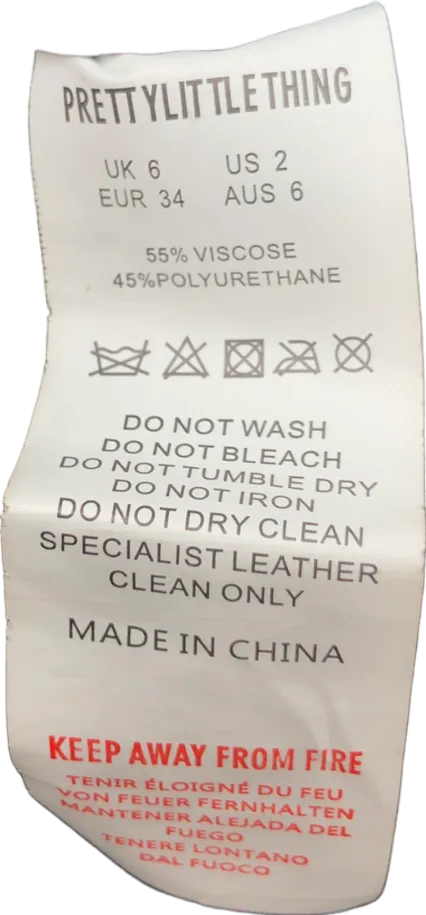 PRETTYLITTLETHING
UK 6 US 2
EUR 34 AUS 6
55% VISCOSE
45%POLYURETHANE
DO NOT WASH
DO NOT BLEACH
DO NOT TUMBLE DRY
DO NOT IRON
DO NOT DRY CLEAN
SPECIALIST LEATHER
CLEAN ONLY
MADE IN CHINA
KEEP AWAY FROM FIRE
TENIR ÉLOIGNÉ DU FEU
VON FEUER FERNHALTEN
MANTENER ALEJADA DEL
FUEGO
TENERE LONTANO
DAL FUOCO